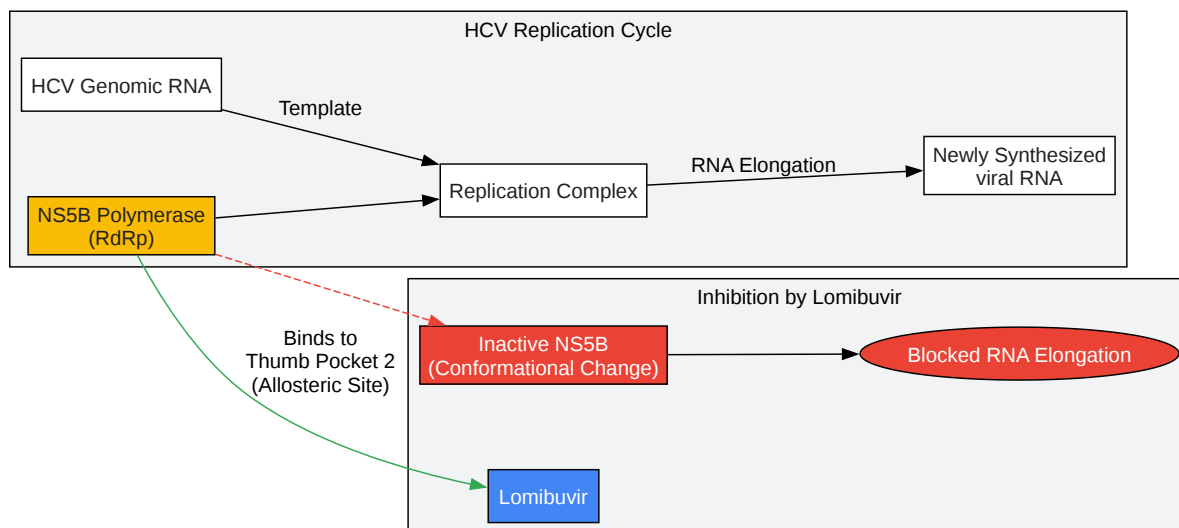 HCV Replication Cycle
HCV Genomic RNA
Template
NS5B Polymerase
(RdRp)
Replication Complex
RNA Elongation
Newly Synthesized
viral RNA
Inhibition by Lomibuvir
Binds to
Thumb Pocket 2
(Allosteric Site)
Inactive NS5B
(Conformational Change)
Blocked RNA Elongation
Lomibuvir